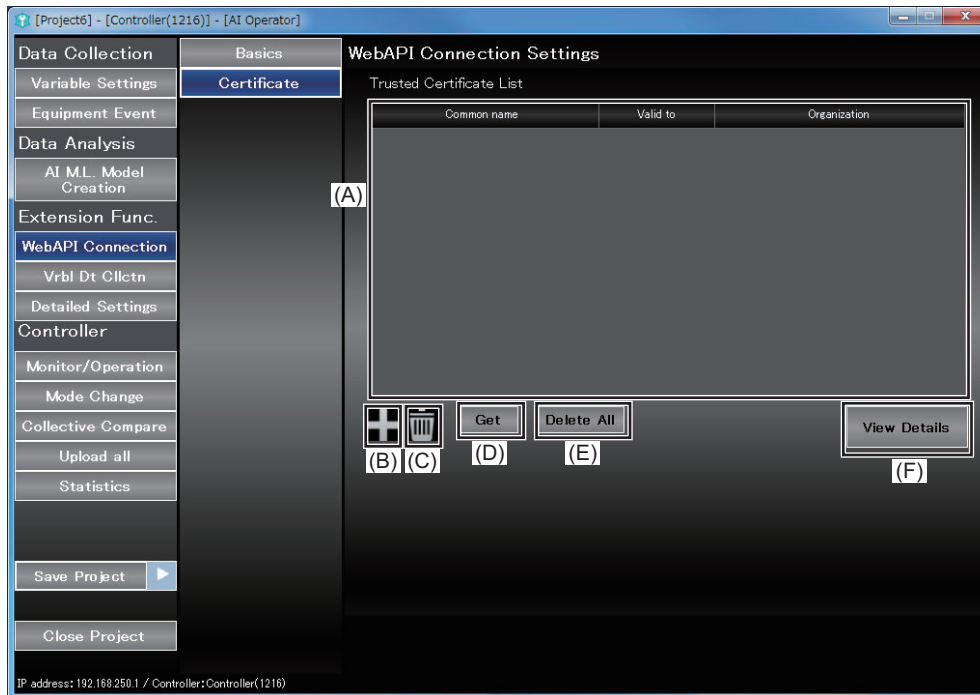 [Project6] - [Controller(1216)] - [AI Operator]
Data Collection
Variable Settings
Equipment Event
Data Analysis
AI M.L. Model
Creation
Extension Func.
WebAPI Connection
Vrbl Dt Cllctn
Detailed Settings
Controller
Monitor/Operation
Mode Change
Collective Compare
Upload all
Statistics
Save Project
Close Project
Basics
Certificate
WebAPI Connection Settings
Trusted Certificate List
Common name Valid to Organization
(A)
Get Delete All View Details
(B) (C) (D) (E) (F)
IP address: 192.168.250.1 / Controller:Controller(1216)